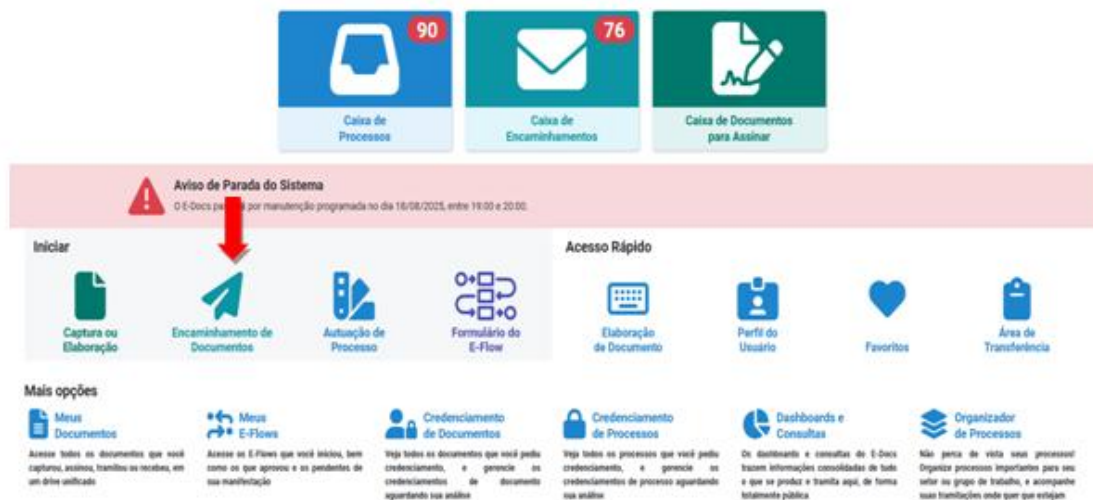 90
76
Caixa de
Processos
Caixa de
Encaminhamentos
Caixa de Documentos
para Assinar
Aviso de Parada do Sistema
O E-Docs pa á por manutenção programada no dia 18/08/2025, entre 19:00 e 20:00.
Iniciar
Acesso Rápido
Captura ou
Elaboração
Encaminhamento de
Documentos
Autuação de
Processo
Formulário do
E-Flow
Elaboração
de Documento
Perfil do
Usuário
Favoritos
Área de
Transferência
Mais opções
Meus
Documentos
Acesse todos os documentos que você
capturou, assinou, tramitou ou recebeu, em
um drive unificado
Meus
E-Flows
Acesse os E-Flows que você iniciou, bem
como os que aprovou e os pendentes de
sua manifestação
Credenciamento
de Documentos
Veja todos os documentos que você pediu
credenciamento, e gerencie os
credenciamentos de documento
aguardando sua análise
Credenciamento
de Processos
Veja todos os processos que você pediu
credenciamento, e gerencie os
credenciamentos de processo aguardando
sua análise
Dashboards e
Consultas
Os dashboards e consultas do E-Docs
trazem informações consolidadas de tudo
o que se produz e tramita aqui, de forma
totalmente pública
Organizador
de Processos
Não perca de vista seus processos!
Organize processos importantes para seu
setor ou grupo de trabalho, e acompanhe
suas tramitações onde quer que estejam